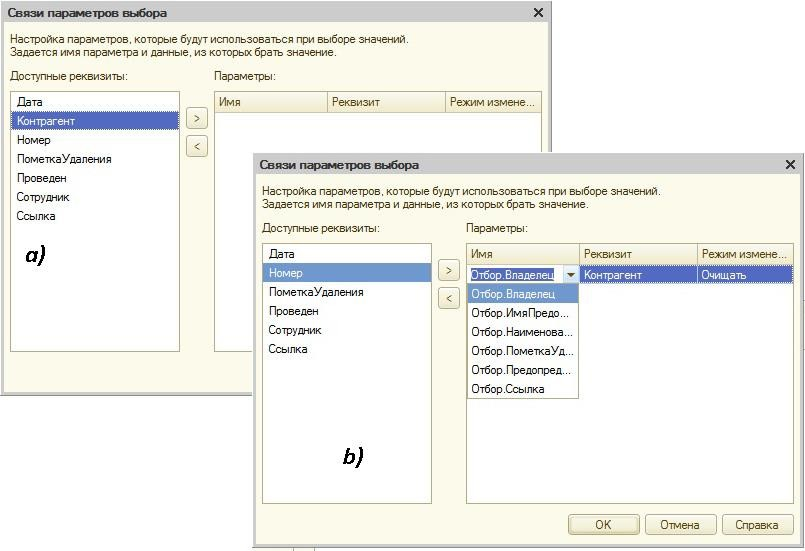 Связи параметров выбора
Настройка параметров, которые будут использоваться при выборе значений.
Задается имя параметра и данные, из которых брать значение.
Доступные реквизиты:
Параметры:
Дата
Контрагент
Номер
ПометкаУдаления
Проведен
Сотрудник
Ссылка
>
<
Имя
Реквизит
Режим измене...
a)
Связи параметров выбора
Настройка параметров, которые будут использоваться при выборе значений.
Задается имя параметра и данные, из которых брать значение.
Доступные реквизиты:
Параметры:
Дата
Номер
ПометкаУдаления
Проведен
Сотрудник
Ссылка
>
<
Имя
Реквизит
Режим измене...
Отбор.Владелец
Контрагент
Очищать
Отбор.Владелец
Отбор.ИмяПредо...
Отбор.Наименова...
Отбор.ПометкаУд...
Отбор.Предопред...
Отбор.Ссылка
b)
OK
Отмена
Справка